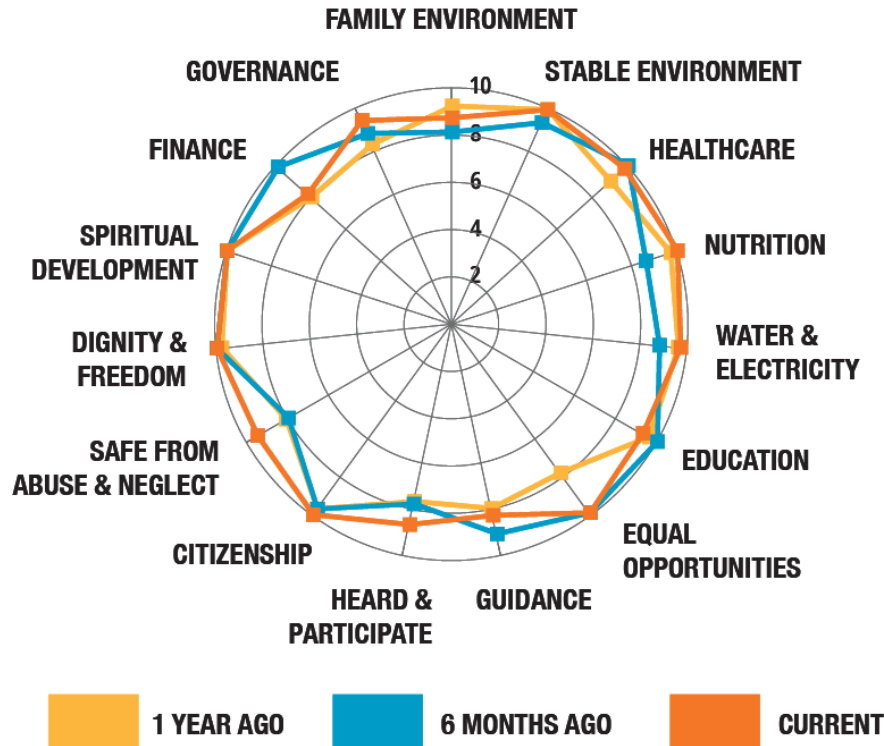 FAMILY ENVIRONMENT
STABLE ENVIRONMENT
HEALTHCARE
NUTRITION
WATER &
ELECTRICITY
EDUCATION
EQUAL
OPPORTUNITIES
GUIDANCE
HEARD &
PARTICIPATE
CITIZENSHIP
SAFE FROM
ABUSE & NEGLECT
DIGNITY &
FREEDOM
SPIRITUAL
DEVELOPMENT
FINANCE
GOVERNANCE
10
8
6
4
2
1 YEAR AGO
6 MONTHS AGO
CURRENT